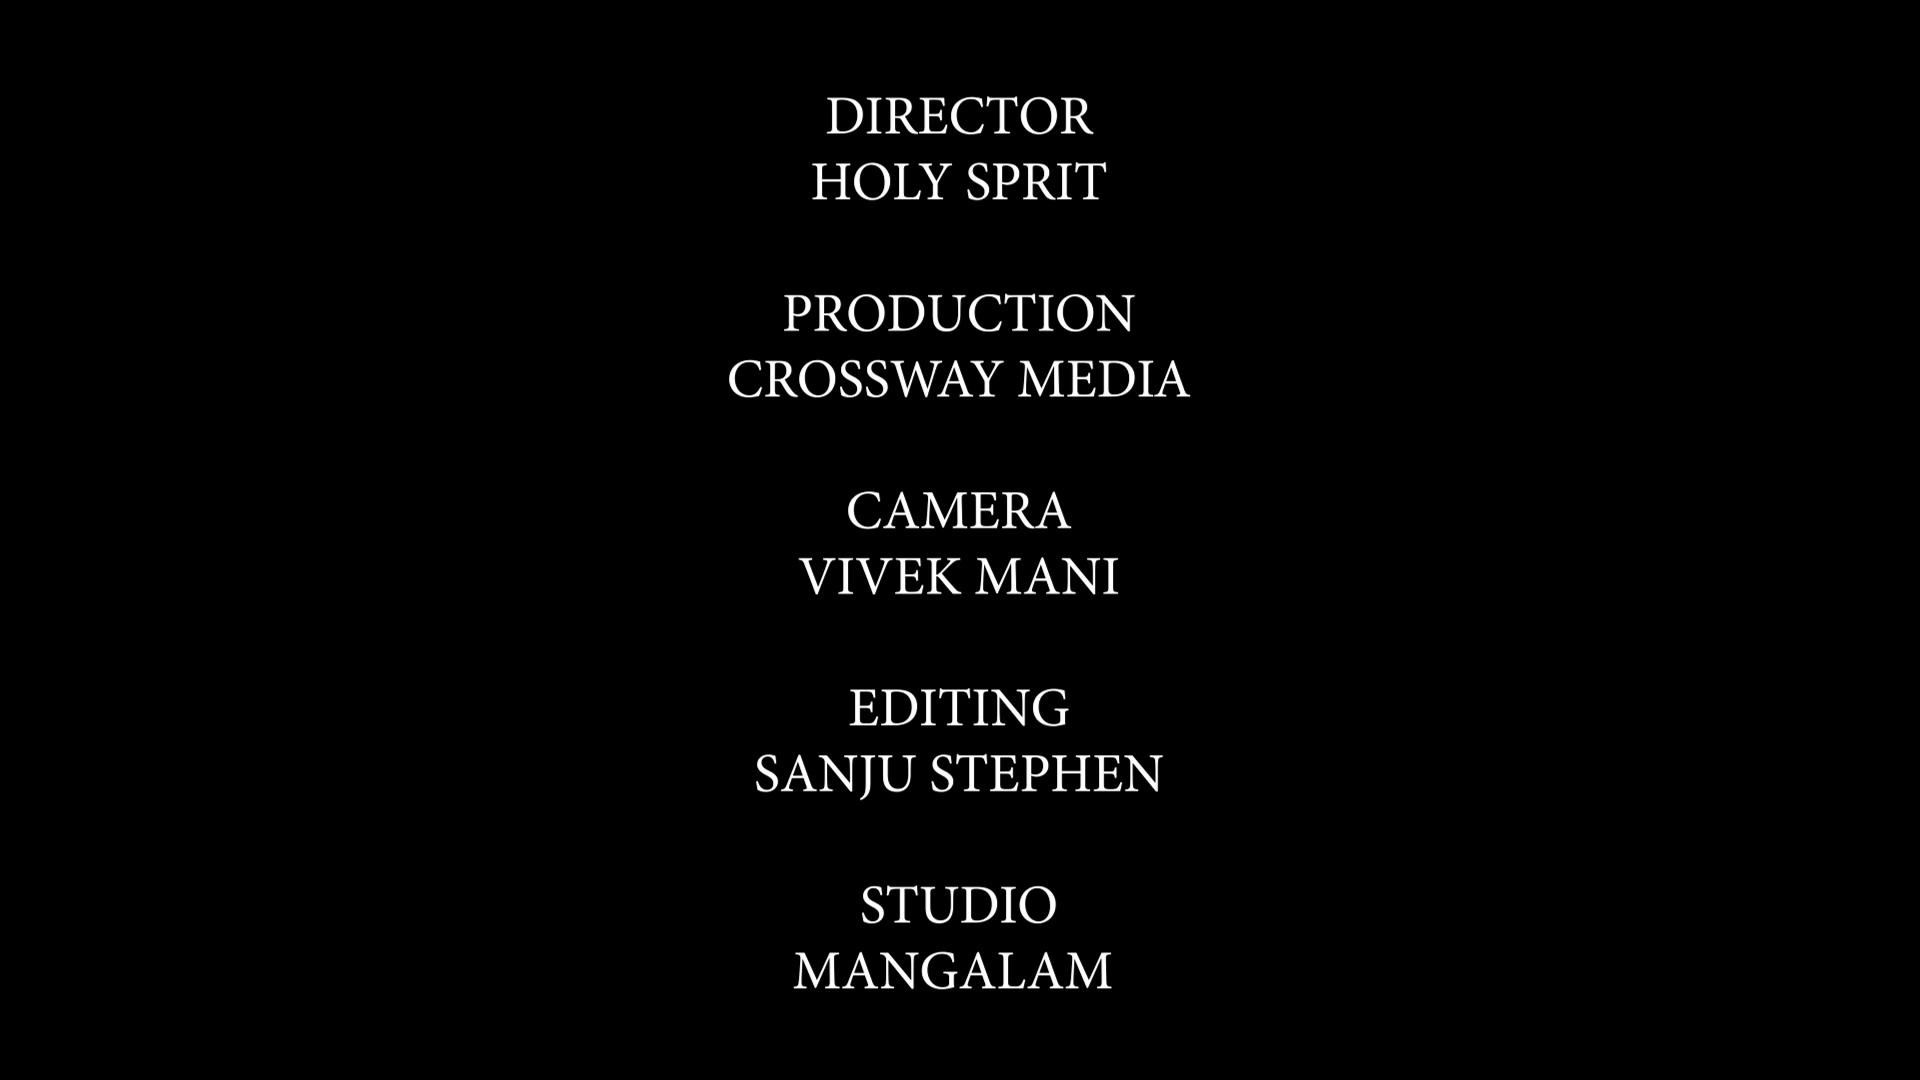 DIRECTOR
HOLY SPRIT
PRODUCTION
CROSSWAY MEDIA
CAMERA
VIVEK MANI
EDITING
SANJU STEPHEN
STUDIO
MANGALAM